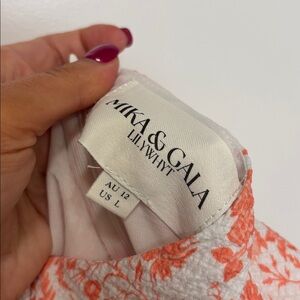 MIKA & GALA
LILYWHYT
AU 12
US L